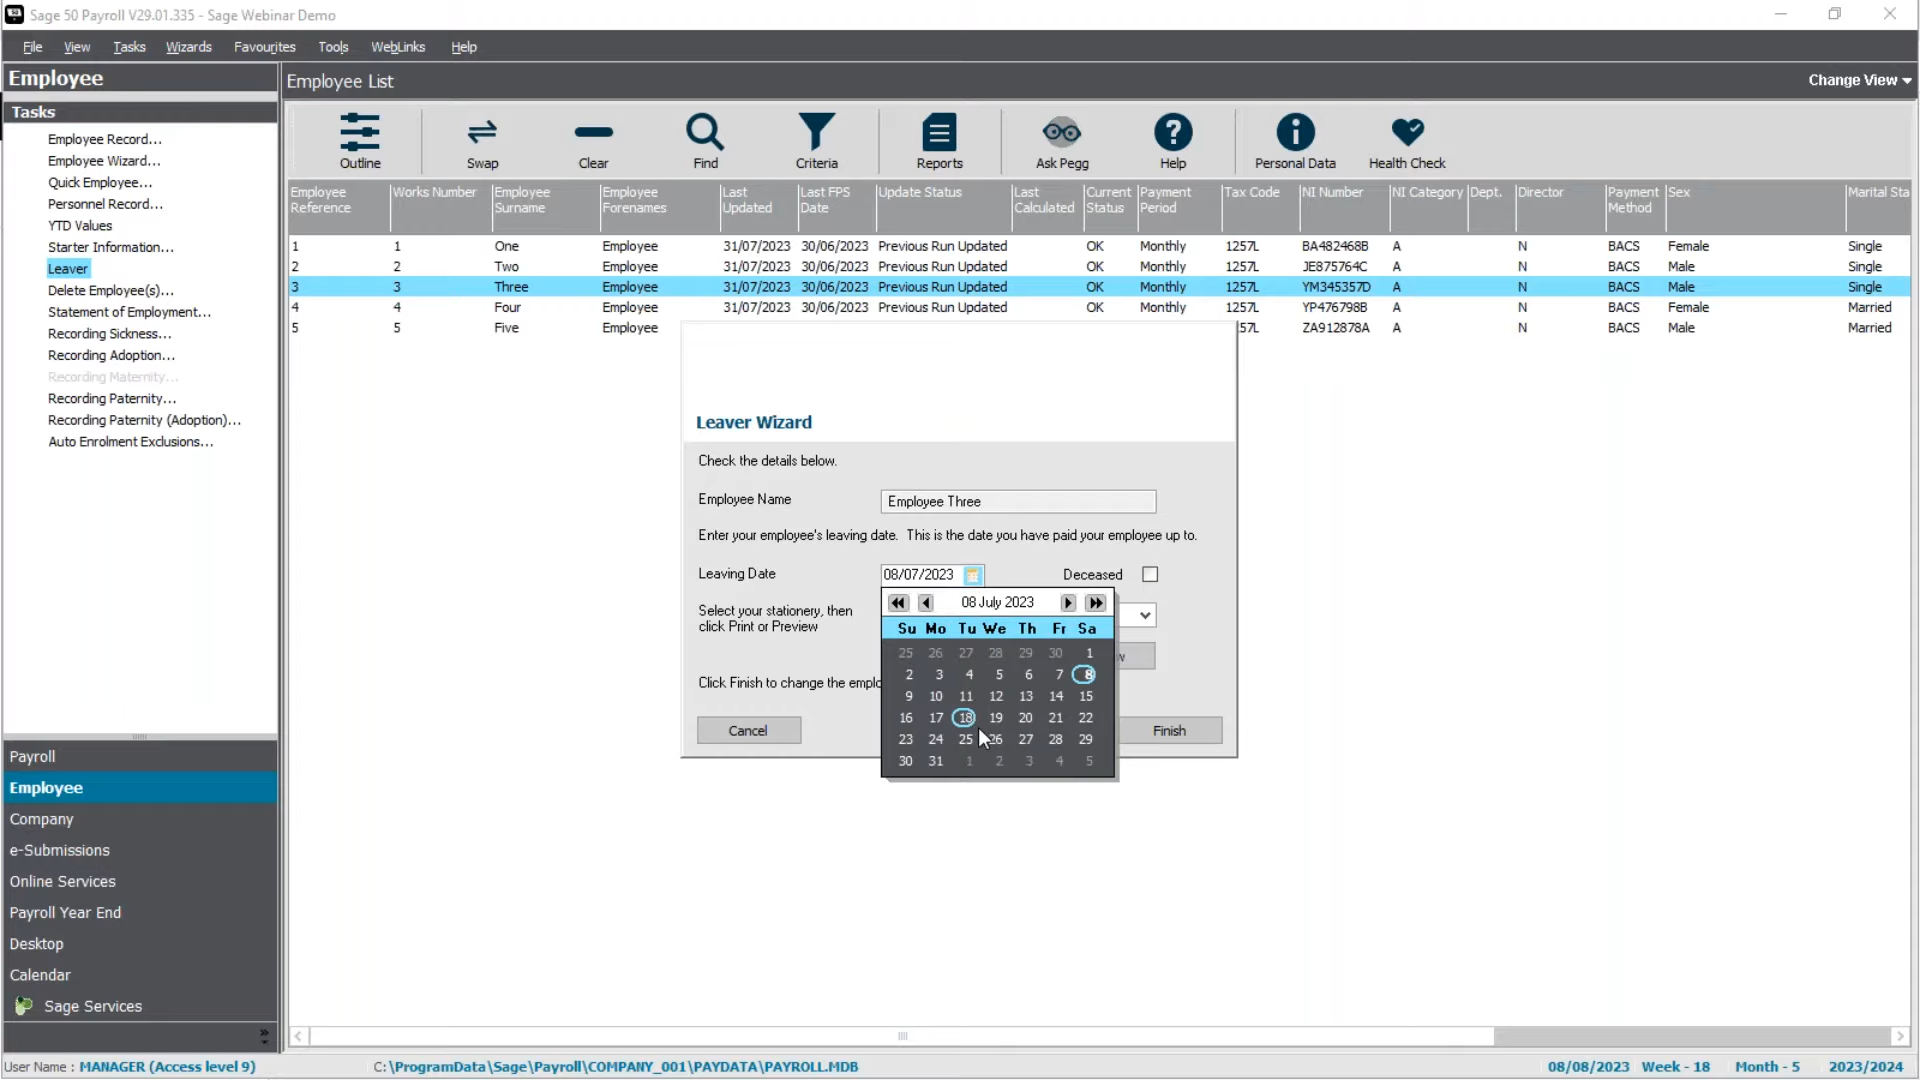 Sage 50 Payroll V29.01.335 - Sage Webinar Demo
File View Tasks Wizards Favourites Tools WebLinks Help
Employee
Employee List
Change View
Tasks
Employee Record...
Employee Wizard...
Quick Employee...
Personnel Record...
YTD Values
Starter Information...
Leaver
Delete Employee(s)...
Statement of Employment...
Recording Sickness...
Recording Adoption...
Recording Maternity...
Recording Paternity...
Recording Paternity (Adoption)...
Auto Enrolment Exclusions...
Outline Swap Clear Find Criteria Reports Ask Pegg Help Personal Data Health Check
Employee Reference Works Number Employee Surname Employee Forenames Last Updated Last FPS Date Update Status Last Calculated Current Status Payment Period Tax Code NI Number NI Category Dept. Director Payment Method Sex Marital Sta
1 1 One Employee 31/07/2023 30/06/2023 Previous Run Updated OK Monthly 1257L BA482468B A N BACS Female Single
2 2 Two Employee 31/07/2023 30/06/2023 Previous Run Updated OK Monthly 1257L JE875764C A N BACS Male Single
3 3 Three Employee 31/07/2023 30/06/2023 Previous Run Updated OK Monthly 1257L YM345357D A N BACS Male Single
4 4 Four Employee 31/07/2023 30/06/2023 Previous Run Updated OK Monthly 1257L YP476798B A N BACS Female Married
5 5 Five Employee 57L ZA912878A A N BACS Male Married
Leaver Wizard
Check the details below.
Employee Name Employee Three
Enter your employee's leaving date. This is the date you have paid your employee up to.
Leaving Date 08/07/2023 Deceased
Select your stationery, then
click Print or Preview
w
Click Finish to change the emplo
Cancel Finish
08 July 2023
Su Mo Tu We Th Fr Sa
25 26 27 28 29 30 1
2 3 4 5 6 7 8
9 10 11 12 13 14 15
16 17 18 19 20 21 22
23 24 25 26 27 28 29
30 31 1 2 3 4 5
Payroll
Employee
Company
e-Submissions
Online Services
Payroll Year End
Desktop
Calendar
Sage Services
User Name : MANAGER (Access level 9) C:\ProgramData\Sage\Payroll\COMPANY_001\PAYDATA\PAYROLL.MDB 08/08/2023 Week - 18 Month - 5 2023/2024